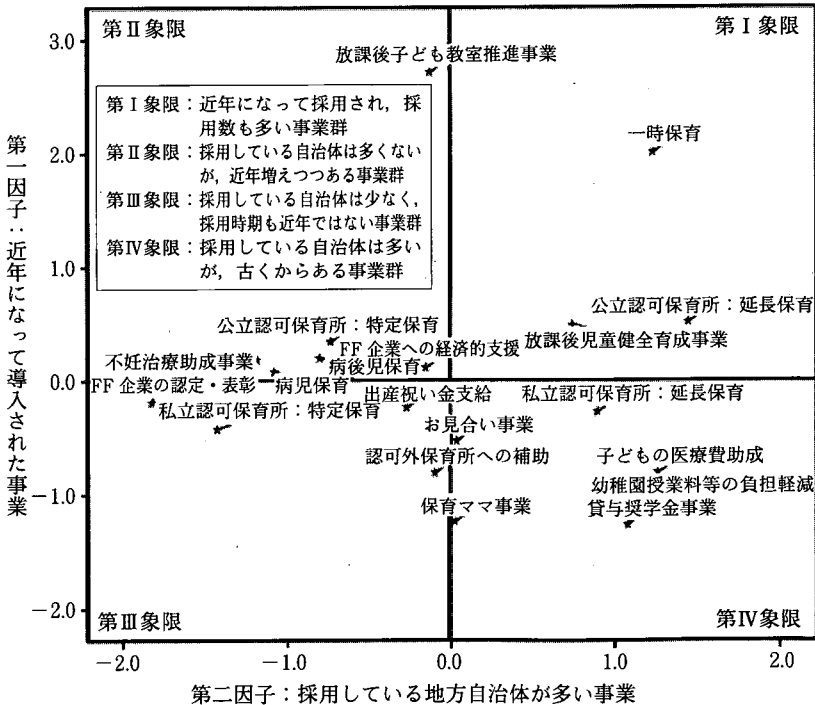 第Ⅱ象限
第Ⅰ象限
3.0
放課後子ども教室推進事業
第Ⅰ象限：近年になって採用され，採
用数も多い事業群
第Ⅱ象限：採用している自治体は多くない
が，近年増えつつある事業群
第Ⅲ象限：採用している自治体は少なく，
採用時期も近年ではない事業群
第Ⅳ象限：採用している自治体は多い
が，古くからある事業群
一時保育
2.0
第一因子：近年になって導入された事業
1.0
公立認可保育所：延長保育
公立認可保育所：特定保育
放課後児童健全育成事業
FF 企業への経済的支援
不妊治療助成事業
病後児保育
0.0
FF 企業の認定・表彰
病児保育
出産祝い金支給
私立認可保育所：延長保育
私立認可保育所：特定保育
お見合い事業
認可外保育所への補助
子どもの医療費助成
−1.0
幼稚園授業料等の負担軽減
保育ママ事業
貸与奨学金事業
−2.0
第Ⅲ象限
第Ⅳ象限
−2.0
−1.0
0.0
1.0
2.0
第二因子：採用している地方自治体が多い事業